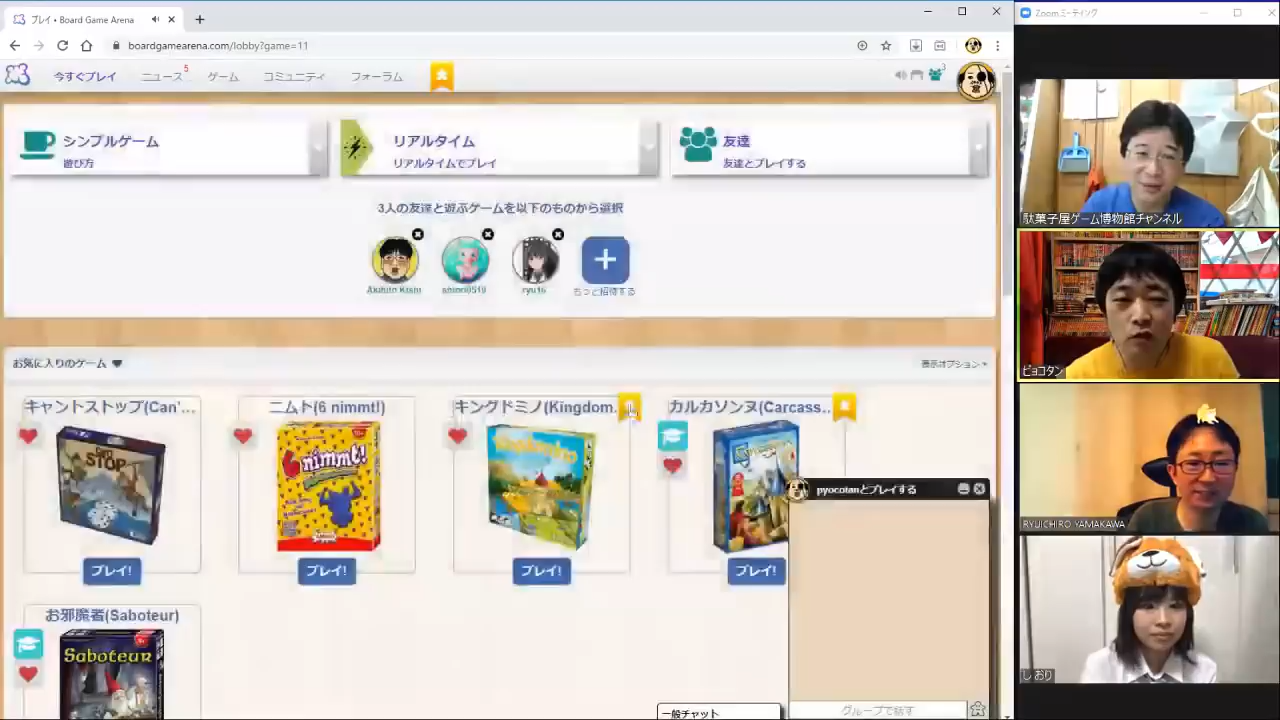 プレイ • Board Game Arena
Zoomミーティング
boardgamearena.com/lobby?game=11
今すぐプレイ
ニュース
5
ゲーム
コミュニティ
フォーラム
3
シンプルゲーム
遊び方
リアルタイム
リアルタイムでプレイ
友達
友達とプレイする
3人の友達と遊ぶゲームを以下のものから選択
Akihito Koshi
shiori0519
ryu16
もっと招待する
お気に入りのゲーム
表示オプション
キャントストップ(Can'...
ニムト(6 nimmt!)
キングドミノ(Kingdom...
カルカソンヌ(Carcass...
STOP
6 nimmt!
Kingdomino
プレイ!
プレイ!
プレイ!
プレイ!
お邪魔者(Saboteur)
Saboteur
pyocotanとプレイする
グループで話す
一般チャット
駄菓子屋ゲーム博物館チャンネル
ピョコタン
RYUICHIRO YAMAKAWA
しおり